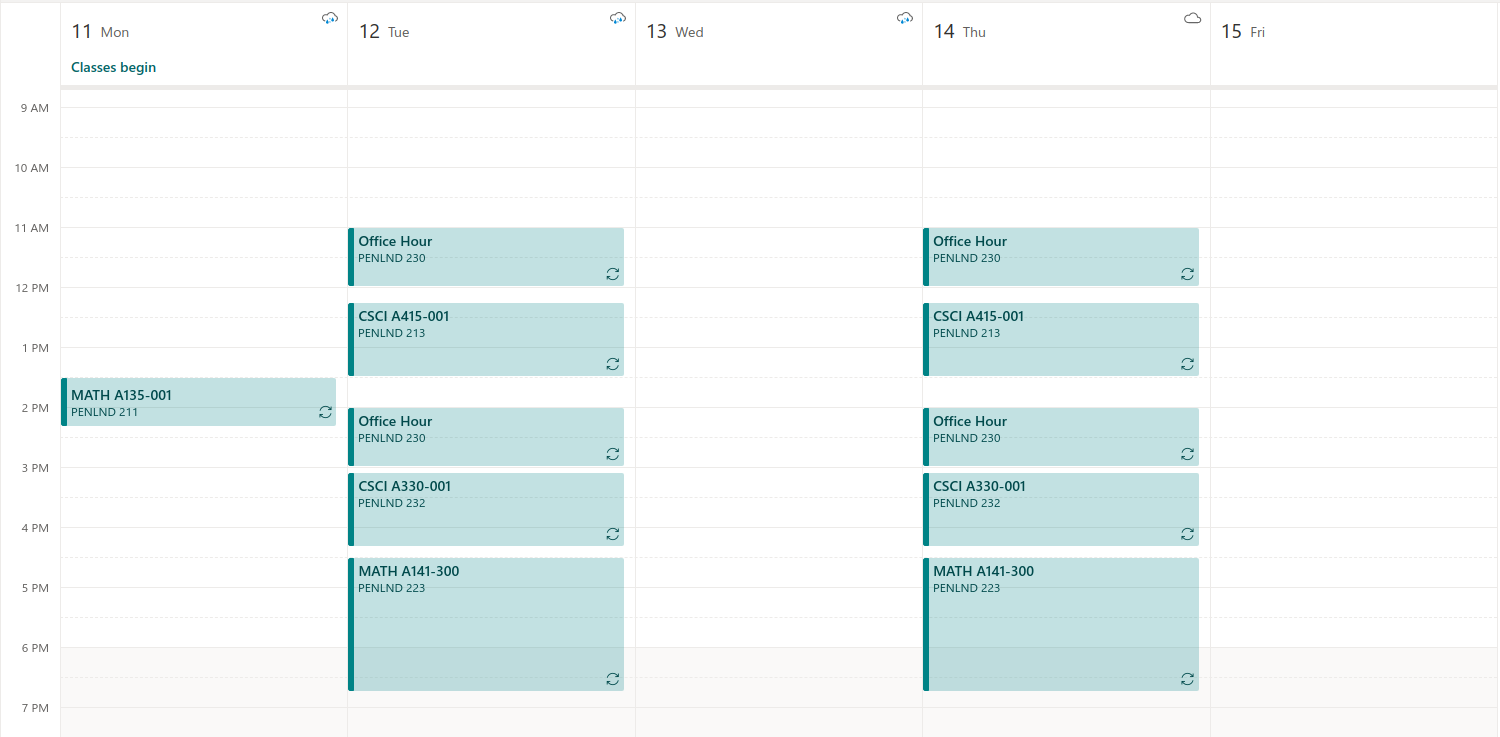 11 Mon
Classes begin
12 Tue
13 Wed
14 Thu
15 Fri
9 AM
10 AM
11 AM
12 PM
1 PM
2 PM
3 PM
4 PM
5 PM
6 PM
7 PM
MATH A135-001
PENLND 211
Office Hour
PENLND 230
CSCI A415-001
PENLND 213
Office Hour
PENLND 230
CSCI A330-001
PENLND 232
MATH A141-300
PENLND 223
Office Hour
PENLND 230
CSCI A415-001
PENLND 213
Office Hour
PENLND 230
CSCI A330-001
PENLND 232
MATH A141-300
PENLND 223